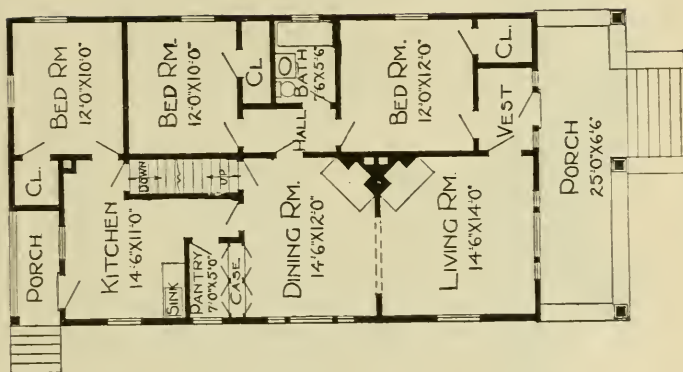 BED RM
12'0"X10'0"
BED RM.
12'0"X10'0"
CL
BATH
7'6"X5'6"
BED RM.
12'0"X12'0"
CL.
VEST
HALL
PORCH
25'0"X6'6"
CL.
DOWN
UP
KITCHEN
14'6"X11'0"
DINING RM.
14'6"X12'0"
LIVING RM.
14'6"X14'0"
PORCH
SINK
PANTRY
7'0"X5'0"
CASE